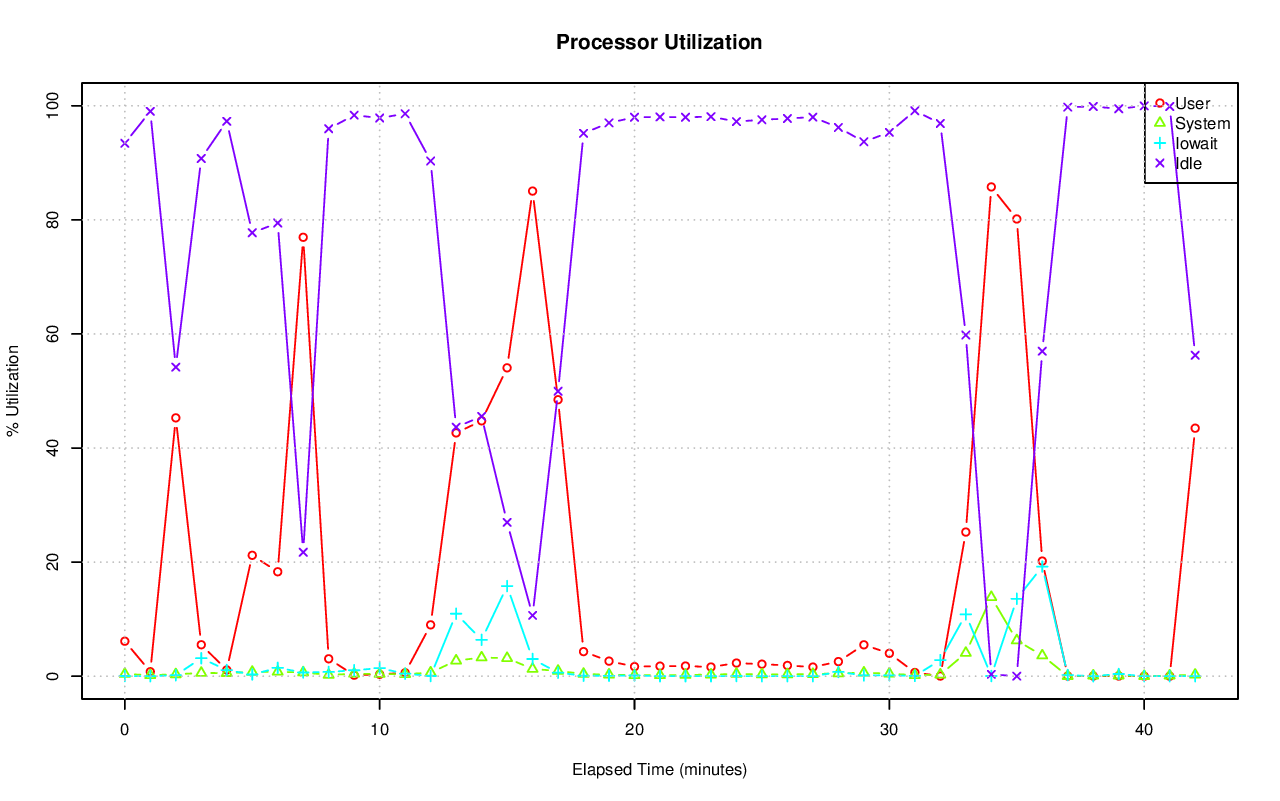 Processor Utilization
% Utilization
100
80
60
40
20
0
User
System
Iowait
Idle
0 10 20 30 40
Elapsed Time (minutes)